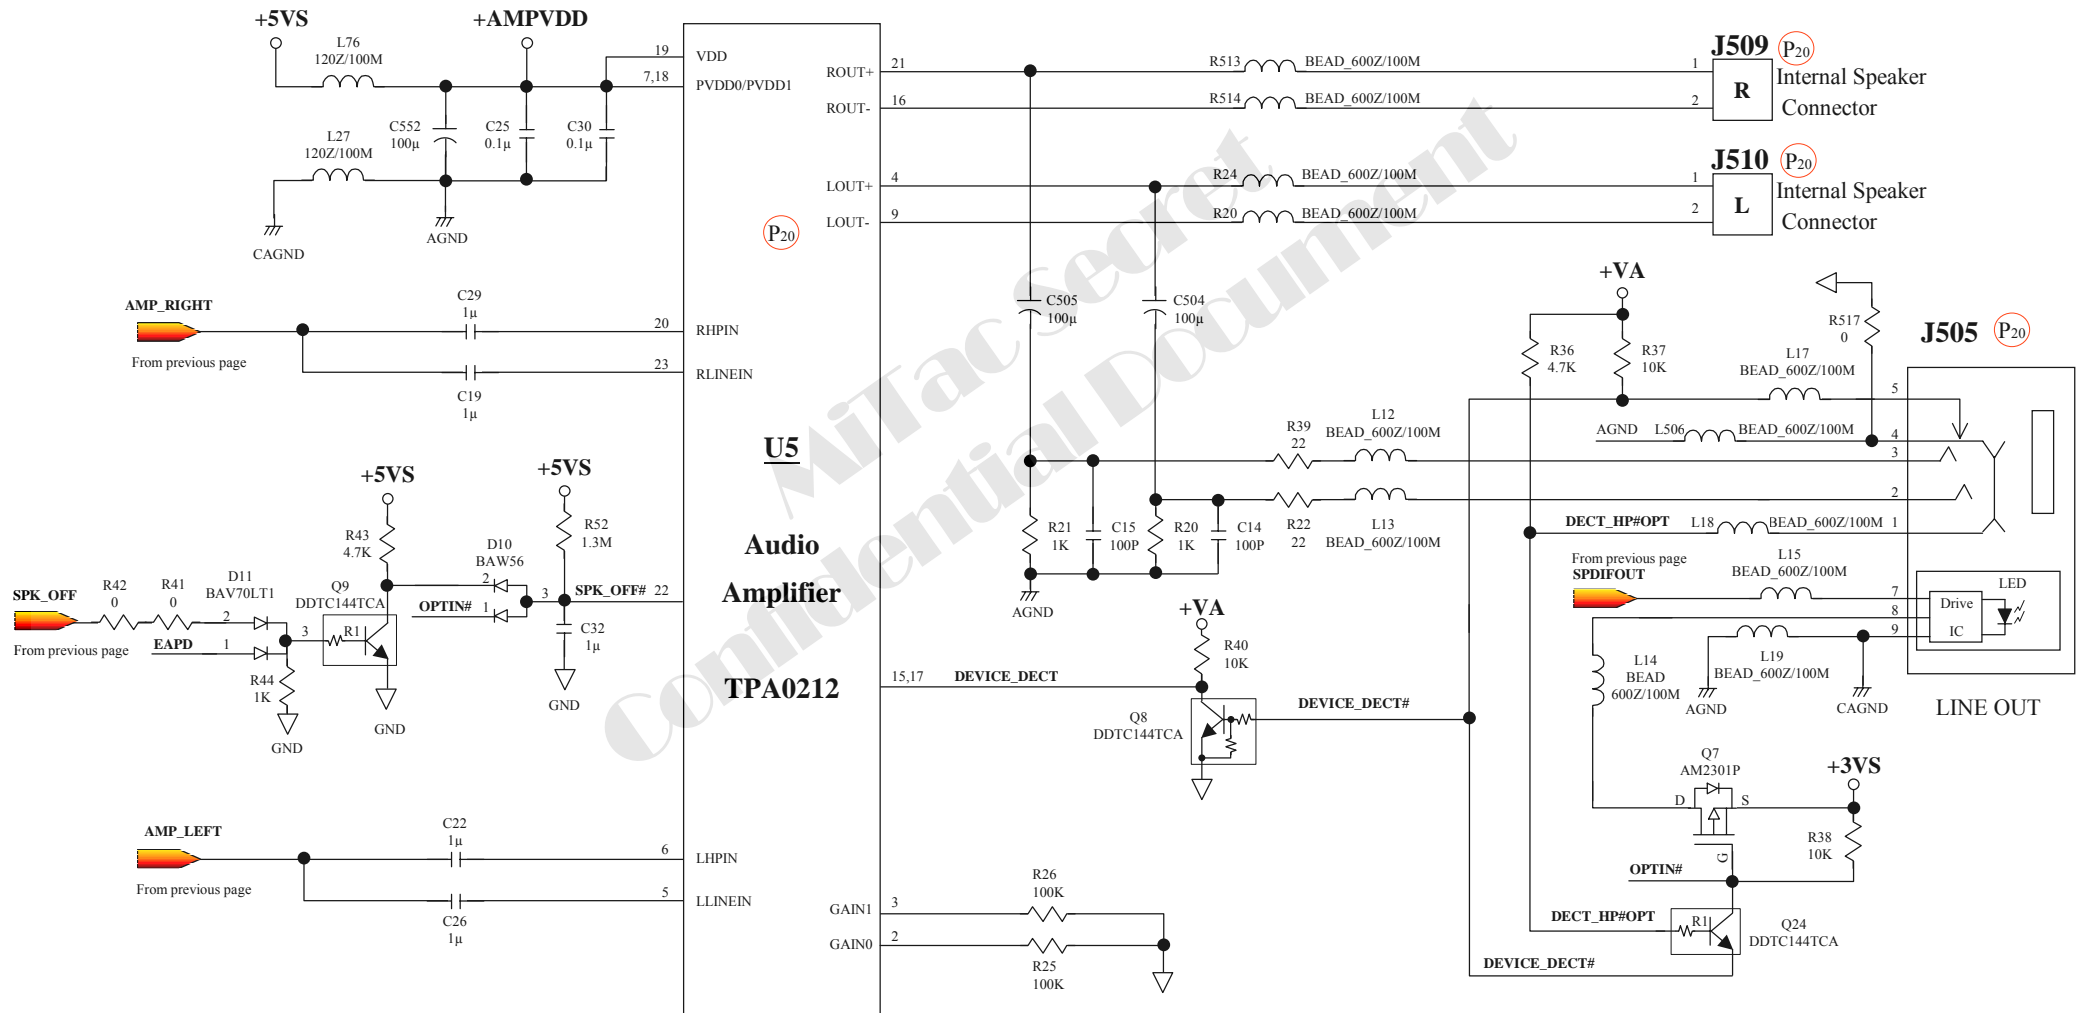 +5VS
+AMPVDD
L76
120Z/100M
L27
120Z/100M
C552
100µ
C25
0.1µ
C30
0.1µ
CAGND
AGND
19
VDD
7,18
PVDD0/PVDD1
P20
AMP_RIGHT
From previous page
C29
1µ
20
RHPIN
C19
1µ
23
RLINEIN
U5
Audio
Amplifier
TPA0212
+5VS
+5VS
R43
4.7K
R52
1.3M
D10
BAW56
2
OPTIN#
1
3
SPK_OFF#
22
C32
1µ
GND
SPK_OFF
From previous page
R42
0
R41
0
D11
BAV70LT1
2
EAPD
1
3
Q9
DDTC144TCA
R1
R44
1K
GND
GND
AMP_LEFT
From previous page
C22
1µ
6
LHPIN
C26
1µ
5
LLINEIN
ROUT+
21
R513
BEAD_600Z/100M
1
ROUT-
16
R514
BEAD_600Z/100M
2
J509
P20
R
Internal Speaker
Connector
LOUT+
4
R24
BEAD_600Z/100M
1
LOUT-
9
R20
BEAD_600Z/100M
2
J510
P20
L
Internal Speaker
Connector
C505
100µ
C504
100µ
+VA
R36
4.7K
R37
10K
R517
0
J505
P20
L17
BEAD_600Z/100M
5
AGND
L506
BEAD_600Z/100M
4
R39
22
L12
BEAD_600Z/100M
3
R22
22
L13
BEAD_600Z/100M
2
R21
1K
C15
100P
R20
1K
C14
100P
AGND
DECT_HP#OPT
L18
BEAD_600Z/100M
1
From previous page
SPDIFOUT
L15
BEAD_600Z/100M
7
8
9
Drive
IC
LED
L14
BEAD
600Z/100M
L19
BEAD_600Z/100M
AGND
CAGND
LINE OUT
+VA
R40
10K
15,17
DEVICE_DECT
Q8
DDTC144TCA
DEVICE_DECT#
Q7
AM2301P
D
S
G
+3VS
R38
10K
OPTIN#
DECT_HP#OPT
R1
Q24
DDTC144TCA
DEVICE_DECT#
GAIN1
3
R26
100K
GAIN0
2
R25
100K
MiTac Secret
Confidential Document